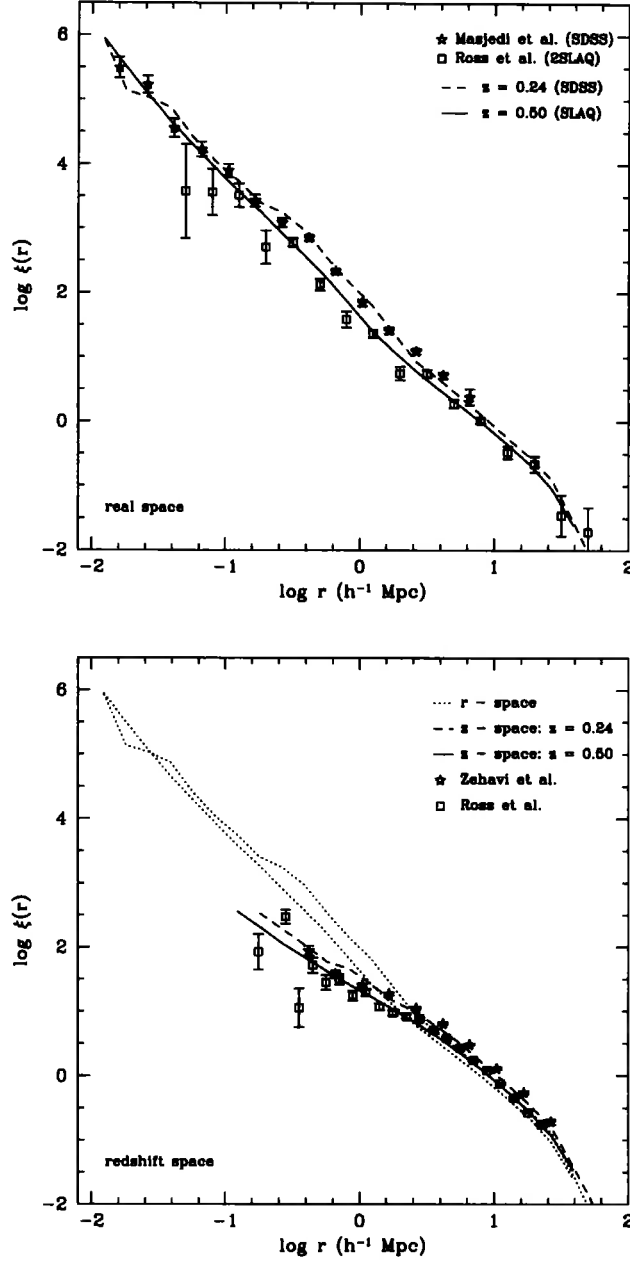 Masjedi et al. (SDSS)
Ross et al. (2SLAQ)
z = 0.24 (SDSS)
z = 0.50 (SLAQ)
6
4
2
0
−2
log ξ(r)
real space
−2 −1 0 1 2
log r (h⁻¹ Mpc)
r − space
z − space: z = 0.24
z − space: z = 0.50
Zehavi et al.
Ross et al.
6
4
2
0
−2
log ξ(r)
redshift space
−2 −1 0 1 2
log r (h⁻¹ Mpc)